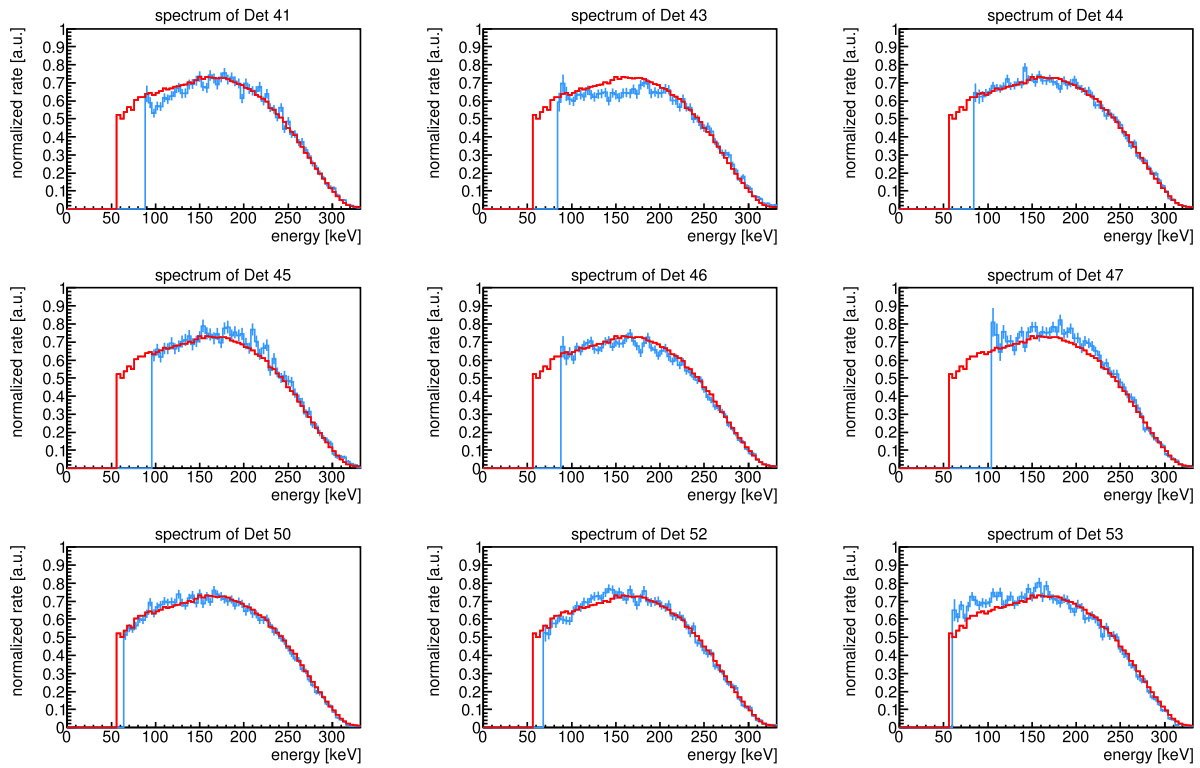 spectrum of Det 41
normalized rate [a.u.]
1
0.9
0.8
0.7
0.6
0.5
0.4
0.3
0.2
0.1
0
0 50 100 150 200 250 300
energy [keV]
spectrum of Det 43
normalized rate [a.u.]
1
0.9
0.8
0.7
0.6
0.5
0.4
0.3
0.2
0.1
0
0 50 100 150 200 250 300
energy [keV]
spectrum of Det 44
normalized rate [a.u.]
1
0.9
0.8
0.7
0.6
0.5
0.4
0.3
0.2
0.1
0
0 50 100 150 200 250 300
energy [keV]
spectrum of Det 45
normalized rate [a.u.]
1
0.9
0.8
0.7
0.6
0.5
0.4
0.3
0.2
0.1
0
0 50 100 150 200 250 300
energy [keV]
spectrum of Det 46
normalized rate [a.u.]
1
0.9
0.8
0.7
0.6
0.5
0.4
0.3
0.2
0.1
0
0 50 100 150 200 250 300
energy [keV]
spectrum of Det 47
normalized rate [a.u.]
1
0.9
0.8
0.7
0.6
0.5
0.4
0.3
0.2
0.1
0
0 50 100 150 200 250 300
energy [keV]
spectrum of Det 50
normalized rate [a.u.]
1
0.9
0.8
0.7
0.6
0.5
0.4
0.3
0.2
0.1
0
0 50 100 150 200 250 300
energy [keV]
spectrum of Det 52
normalized rate [a.u.]
1
0.9
0.8
0.7
0.6
0.5
0.4
0.3
0.2
0.1
0
0 50 100 150 200 250 300
energy [keV]
spectrum of Det 53
normalized rate [a.u.]
1
0.9
0.8
0.7
0.6
0.5
0.4
0.3
0.2
0.1
0
0 50 100 150 200 250 300
energy [keV]